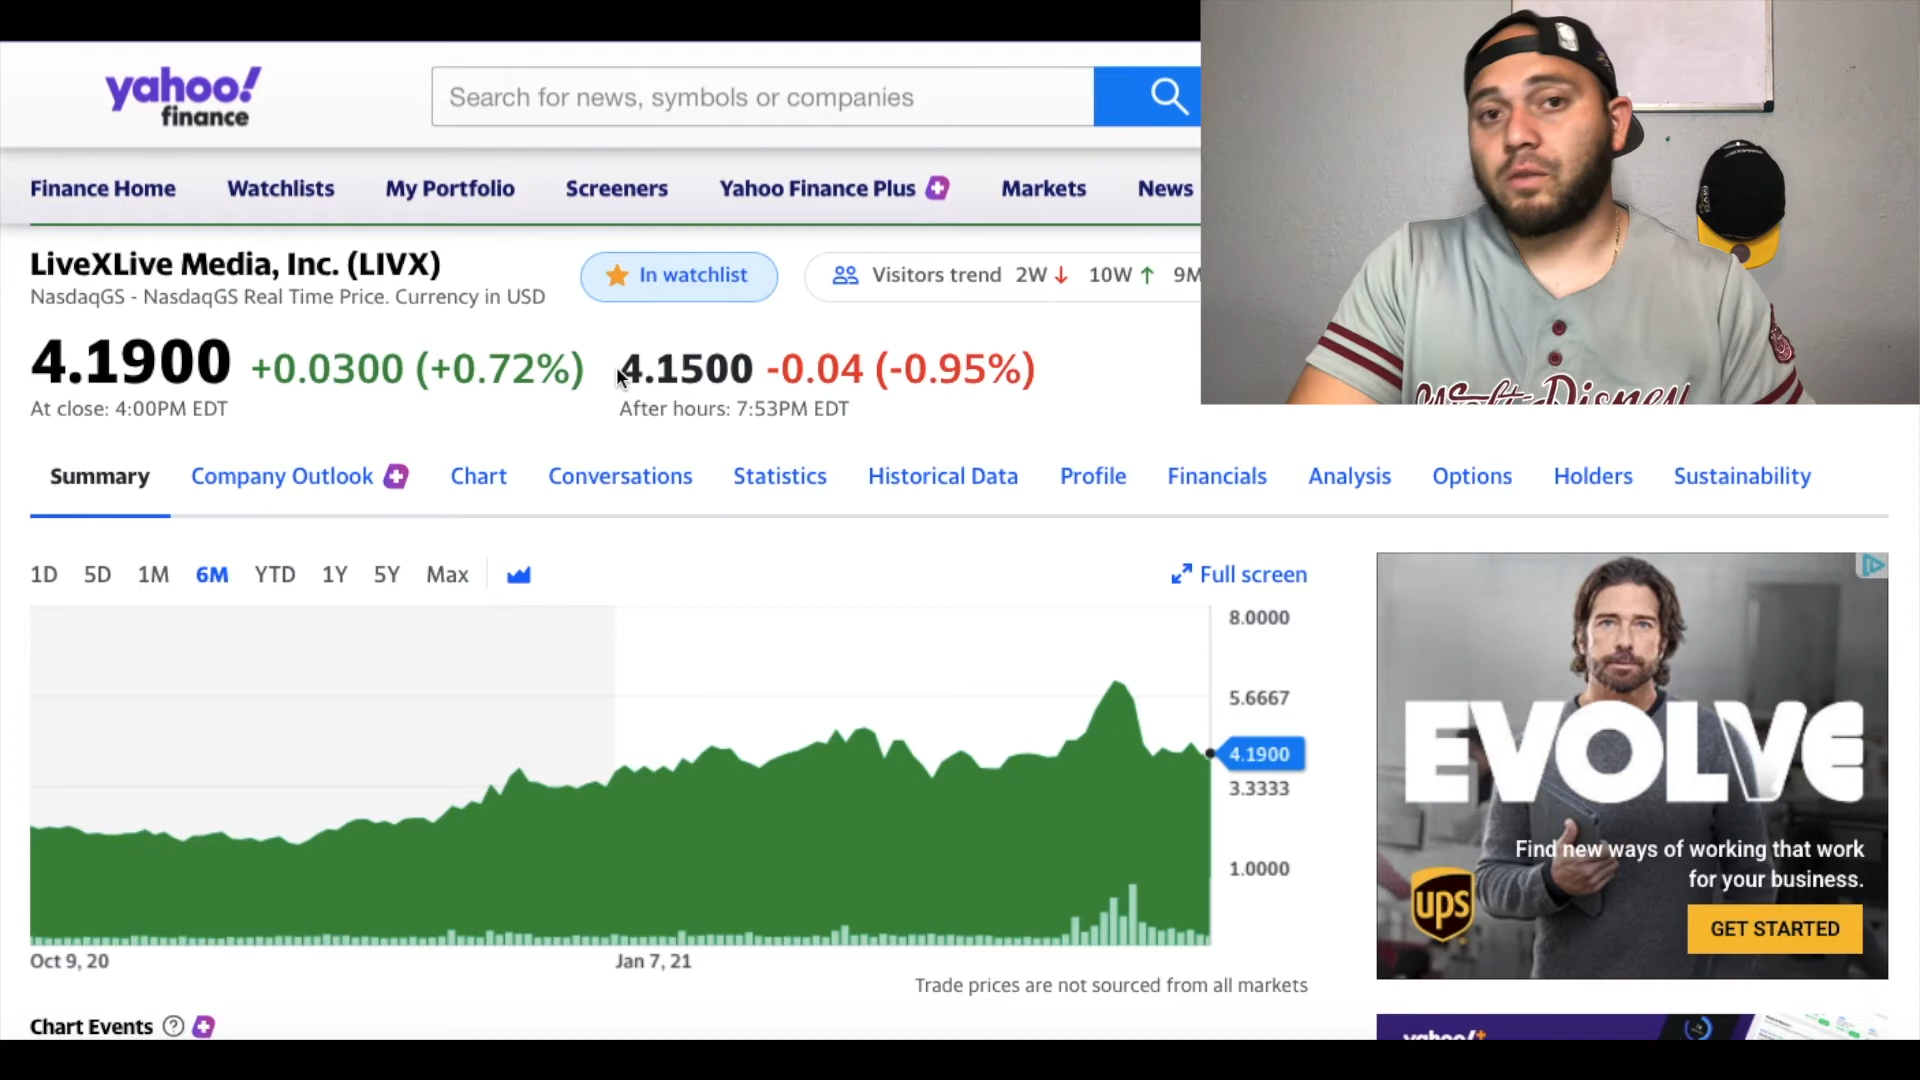 yahoo!
finance
Search for news, symbols or companies
Finance Home Watchlists My Portfolio Screeners Yahoo Finance Plus Markets News
LiveXLive Media, Inc. (LIVX)
NasdaqGS - NasdaqGS Real Time Price. Currency in USD
In watchlist
Visitors trend 2W ↓ 10W ↑ 9M
4.1900 +0.0300 (+0.72%) 4.1500 -0.04 (-0.95%)
At close: 4:00PM EDT After hours: 7:53PM EDT
Summary Company Outlook Chart Conversations Statistics Historical Data Profile Financials Analysis Options Holders Sustainability
1D 5D 1M 6M YTD 1Y 5Y Max
Full screen
8.0000
5.6667
4.1900
3.3333
1.0000
Oct 9, 20 Jan 7, 21
Trade prices are not sourced from all markets
Chart Events
EVOLVE
Find new ways of working that work
for your business.
ups
GET STARTED
yahoo!
Disney